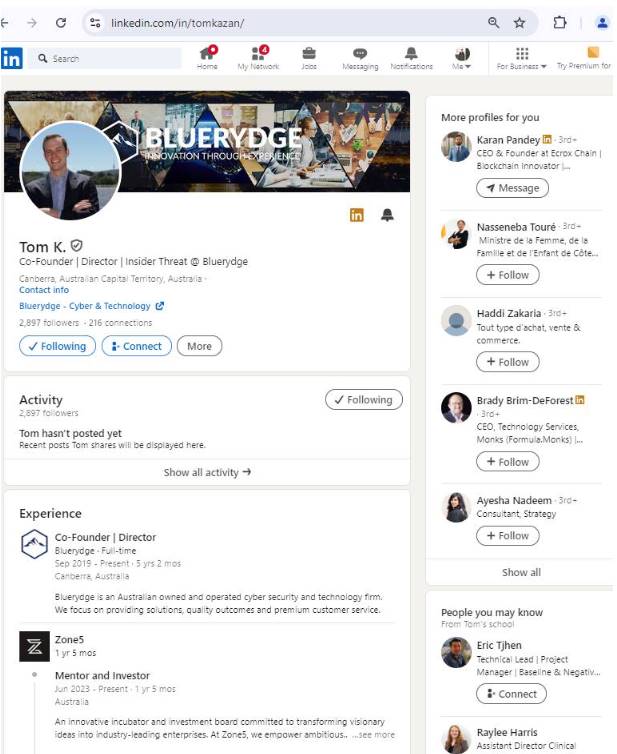 linkedin.com/in/tomkazan/
in
Search
Home
My Network
4
Jobs
Messaging
Notifications
Me
For Business
Try Premium for
BLUERYDGE
INNOVATION THROUGH EXPERIENCE
in
Tom K.
Co-Founder | Director | Insider Threat @ Bluerydge
Canberra, Australian Capital Territory, Australia ·
Contact info
Bluerydge - Cyber & Technology
2,897 followers · 216 connections
Following
Connect
More
Activity
2,897 followers
Following
Tom hasn't posted yet
Recent posts Tom shares will be displayed here.
Show all activity →
Experience
Co-Founder | Director
Bluerydge · Full-time
Sep 2019 - Present · 5 yrs 2 mos
Canberra, Australia
Bluerydge is an Australian owned and operated cyber security and technology firm.
We focus on providing solutions, quality outcomes and premium customer service.
Zone5
1 yr 5 mos
Mentor and Investor
Jun 2023 - Present · 1 yr 5 mos
Australia
An innovative incubator and investment board committed to transforming visionary
ideas into industry-leading enterprises. At Zone5, we empower ambitious.. ...see more
More profiles for you
Karan Pandey in · 3rd+
CEO & Founder at Ecrox Chain |
Blockchain Innovator |...
Message
Nasseneba Touré · 3rd+
Ministre de la Femme, de la
Famille et de l'Enfant de Côte...
+ Follow
Haddi Zakaria · 3rd+
Tout type d'achat, vente &
commerce.
+ Follow
Brady Brim-DeForest in
· 3rd+
CEO, Technology Services,
Monks (Formula.Monks) |...
+ Follow
Ayesha Nadeem · 3rd+
Consultant, Strategy
+ Follow
Show all
People you may know
From Tom's school
Eric Tjhen
Technical Lead | Project
Manager | Baseline & Negativ...
Connect
Raylee Harris
Assistant Director Clinical